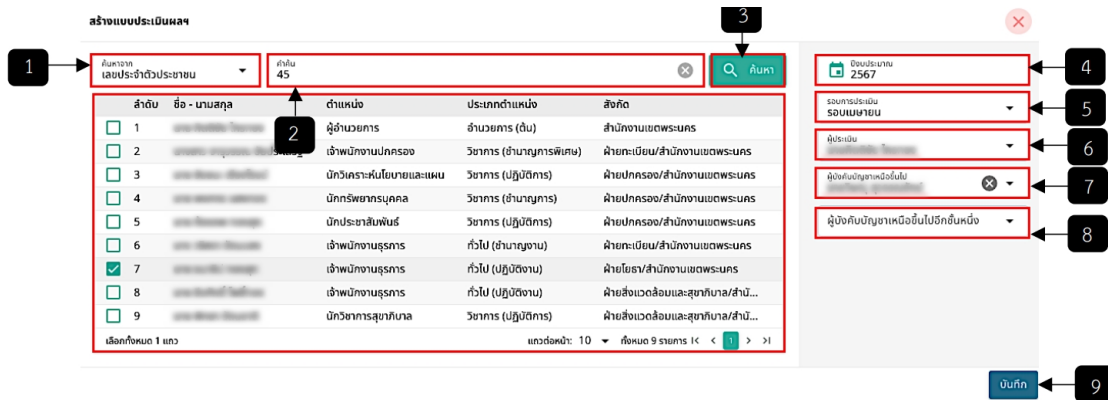 สร้างแบบประเมินผลฯ
3
1
ค้นหาจาก
เลขประจำตัวประชาชน
คำค้น
45
ค้นหา
ปีงบประมาณ
2567
4
ลำดับ ชื่อ - นามสกุล ตำแหน่ง ประเภทตำแหน่ง สังกัด
2
1 ผู้อำนวยการ อำนวยการ (ต้น) สำนักงานเขตพระนคร
2 เจ้าพนักงานปกครอง วิชาการ (ชำนาญการพิเศษ) ฝ่ายทะเบียน/สำนักงานเขตพระนคร
3 นักวิเคราะห์นโยบายและแผน วิชาการ (ปฏิบัติการ) ฝ่ายปกครอง/สำนักงานเขตพระนคร
4 นักทรัพยากรบุคคล วิชาการ (ชำนาญการ) ฝ่ายปกครอง/สำนักงานเขตพระนคร
5 นักประชาสัมพันธ์ วิชาการ (ปฏิบัติการ) ฝ่ายปกครอง/สำนักงานเขตพระนคร
6 เจ้าพนักงานธุรการ ทั่วไป (ชำนาญงาน) ฝ่ายทะเบียน/สำนักงานเขตพระนคร
7 เจ้าพนักงานธุรการ ทั่วไป (ปฏิบัติงาน) ฝ่ายโยธา/สำนักงานเขตพระนคร
8 เจ้าพนักงานธุรการ ทั่วไป (ปฏิบัติงาน) ฝ่ายสิ่งแวดล้อมและสุขาภิบาล/สำนั...
9 นักวิชาการสุขาภิบาล วิชาการ (ปฏิบัติการ) ฝ่ายสิ่งแวดล้อมและสุขาภิบาล/สำนั...
เลือกทั้งหมด 1 แถว แถวต่อหน้า: 10 ทั้งหมด 9 รายการ 1
รอบการประเมิน
รอบเมษายน
5
ผู้ประเมิน
6
ผู้บังคับบัญชาเหนือขึ้นไป
7
ผู้บังคับบัญชาเหนือขึ้นไปอีกชั้นหนึ่ง
8
บันทึก
9